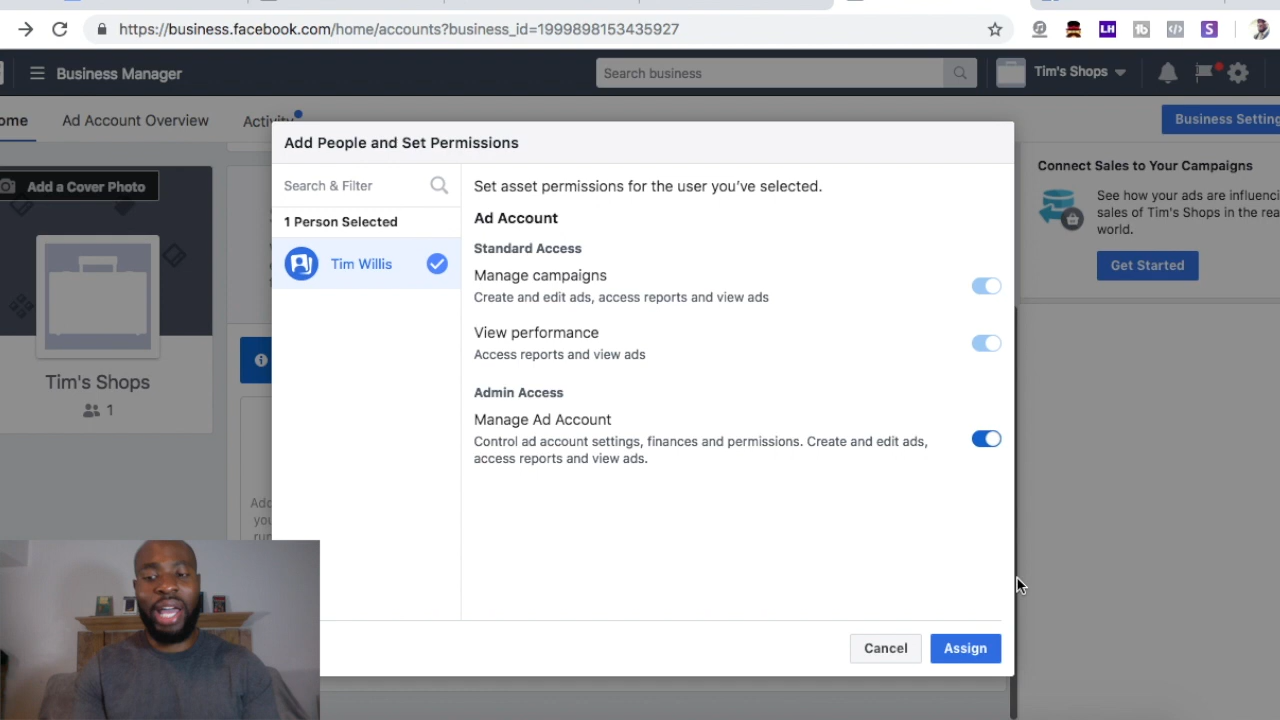 https://business.facebook.com/home/accounts?business_id=1999898153435927
LH
tb
</>
S
Business Manager
Search business
Tim's Shops
ome
Ad Account Overview
Activity
Business Setting
Add a Cover Photo
Tim's Shops
1
Add People and Set Permissions
Search & Filter
1 Person Selected
Tim Willis
Set asset permissions for the user you've selected.
Ad Account
Standard Access
Manage campaigns
Create and edit ads, access reports and view ads
View performance
Access reports and view ads
Admin Access
Manage Ad Account
Control ad account settings, finances and permissions. Create and edit ads,
access reports and view ads.
Cancel
Assign
Connect Sales to Your Campaigns
See how your ads are influenci
sales of Tim's Shops in the rea
world.
Get Started
Add
you